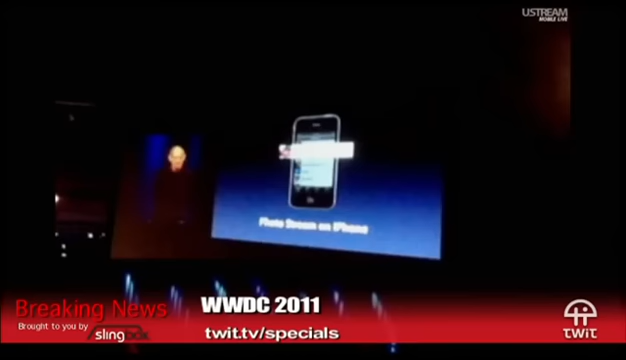 USTREAM
MOBILE LIVE
Photo Stream on iPhone
Breaking News
WWDC 2011
Brought to you by slingbox
twit.tv/specials
TWiT